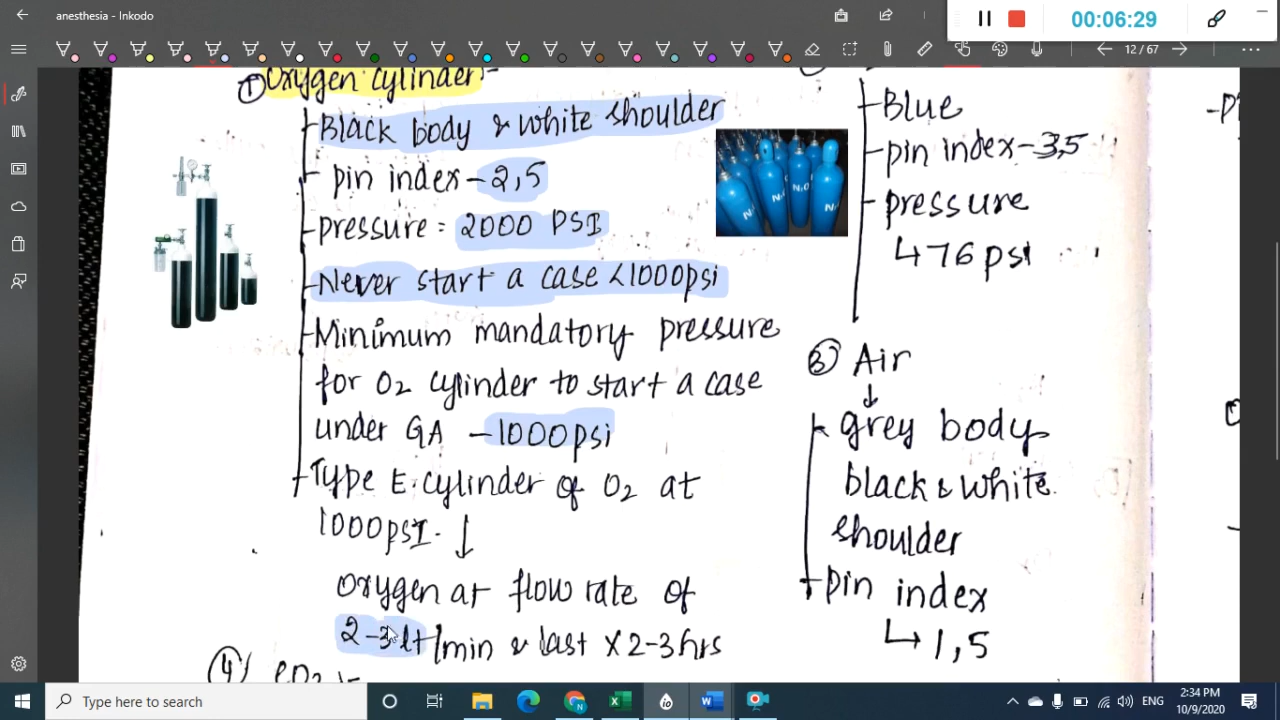 anesthesia - Inkodo
00:06:29
12 / 67
① Oxygen cylinder:-
Black body & white shoulder
pin index - 2,5
pressure = 2000 PSI
Never start a case <1000psi
Minimum mandatory pressure
for O2 cylinder to start a case
under GA - 1000psi
Type E cylinder of O2 at
1000PSI. ↓
oxygen at flow rate of
2-3 lt/min & last x 2-3 hrs
④ CO2 :-
N2O
N2O
N
Blue
pin index - 3,5
pressure
↳ 476 psi
③ Air
↓
grey body
black & white
shoulder
pin index
↳ 1,5
Type here to search
ENG
2:34 PM
10/9/2020